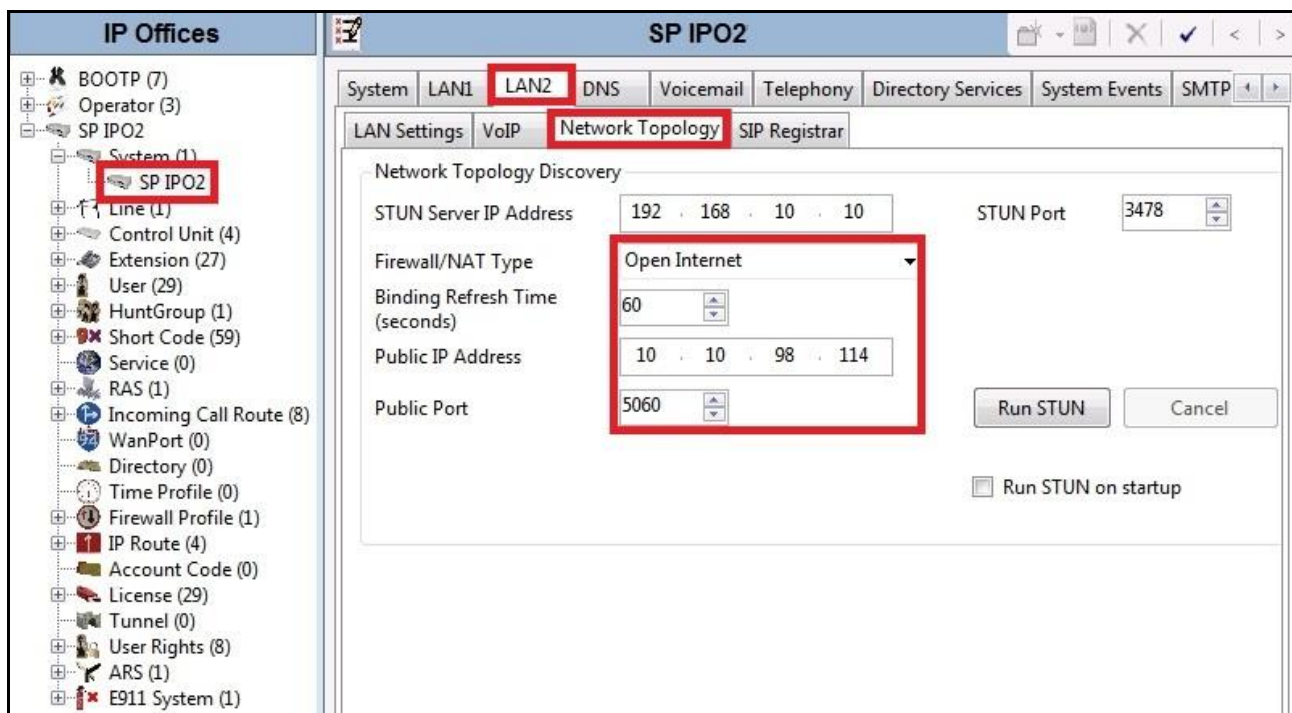 IP Offices
BOOTP (7)
Operator (3)
SP IPO2
System (1)
SP IPO2
Line (1)
Control Unit (4)
Extension (27)
User (29)
HuntGroup (1)
Short Code (59)
Service (0)
RAS (1)
Incoming Call Route (8)
WanPort (0)
Directory (0)
Time Profile (0)
Firewall Profile (1)
IP Route (4)
Account Code (0)
License (29)
Tunnel (0)
User Rights (8)
ARS (1)
E911 System (1)
SP IPO2
System LAN1 LAN2 DNS Voicemail Telephony Directory Services System Events SMTP
LAN Settings VoIP Network Topology SIP Registrar
Network Topology Discovery
STUN Server IP Address 192 . 168 . 10 . 10 STUN Port 3478
Firewall/NAT Type Open Internet
Binding Refresh Time
(seconds) 60
Public IP Address 10 . 10 . 98 . 114
Public Port 5060 Run STUN Cancel
Run STUN on startup